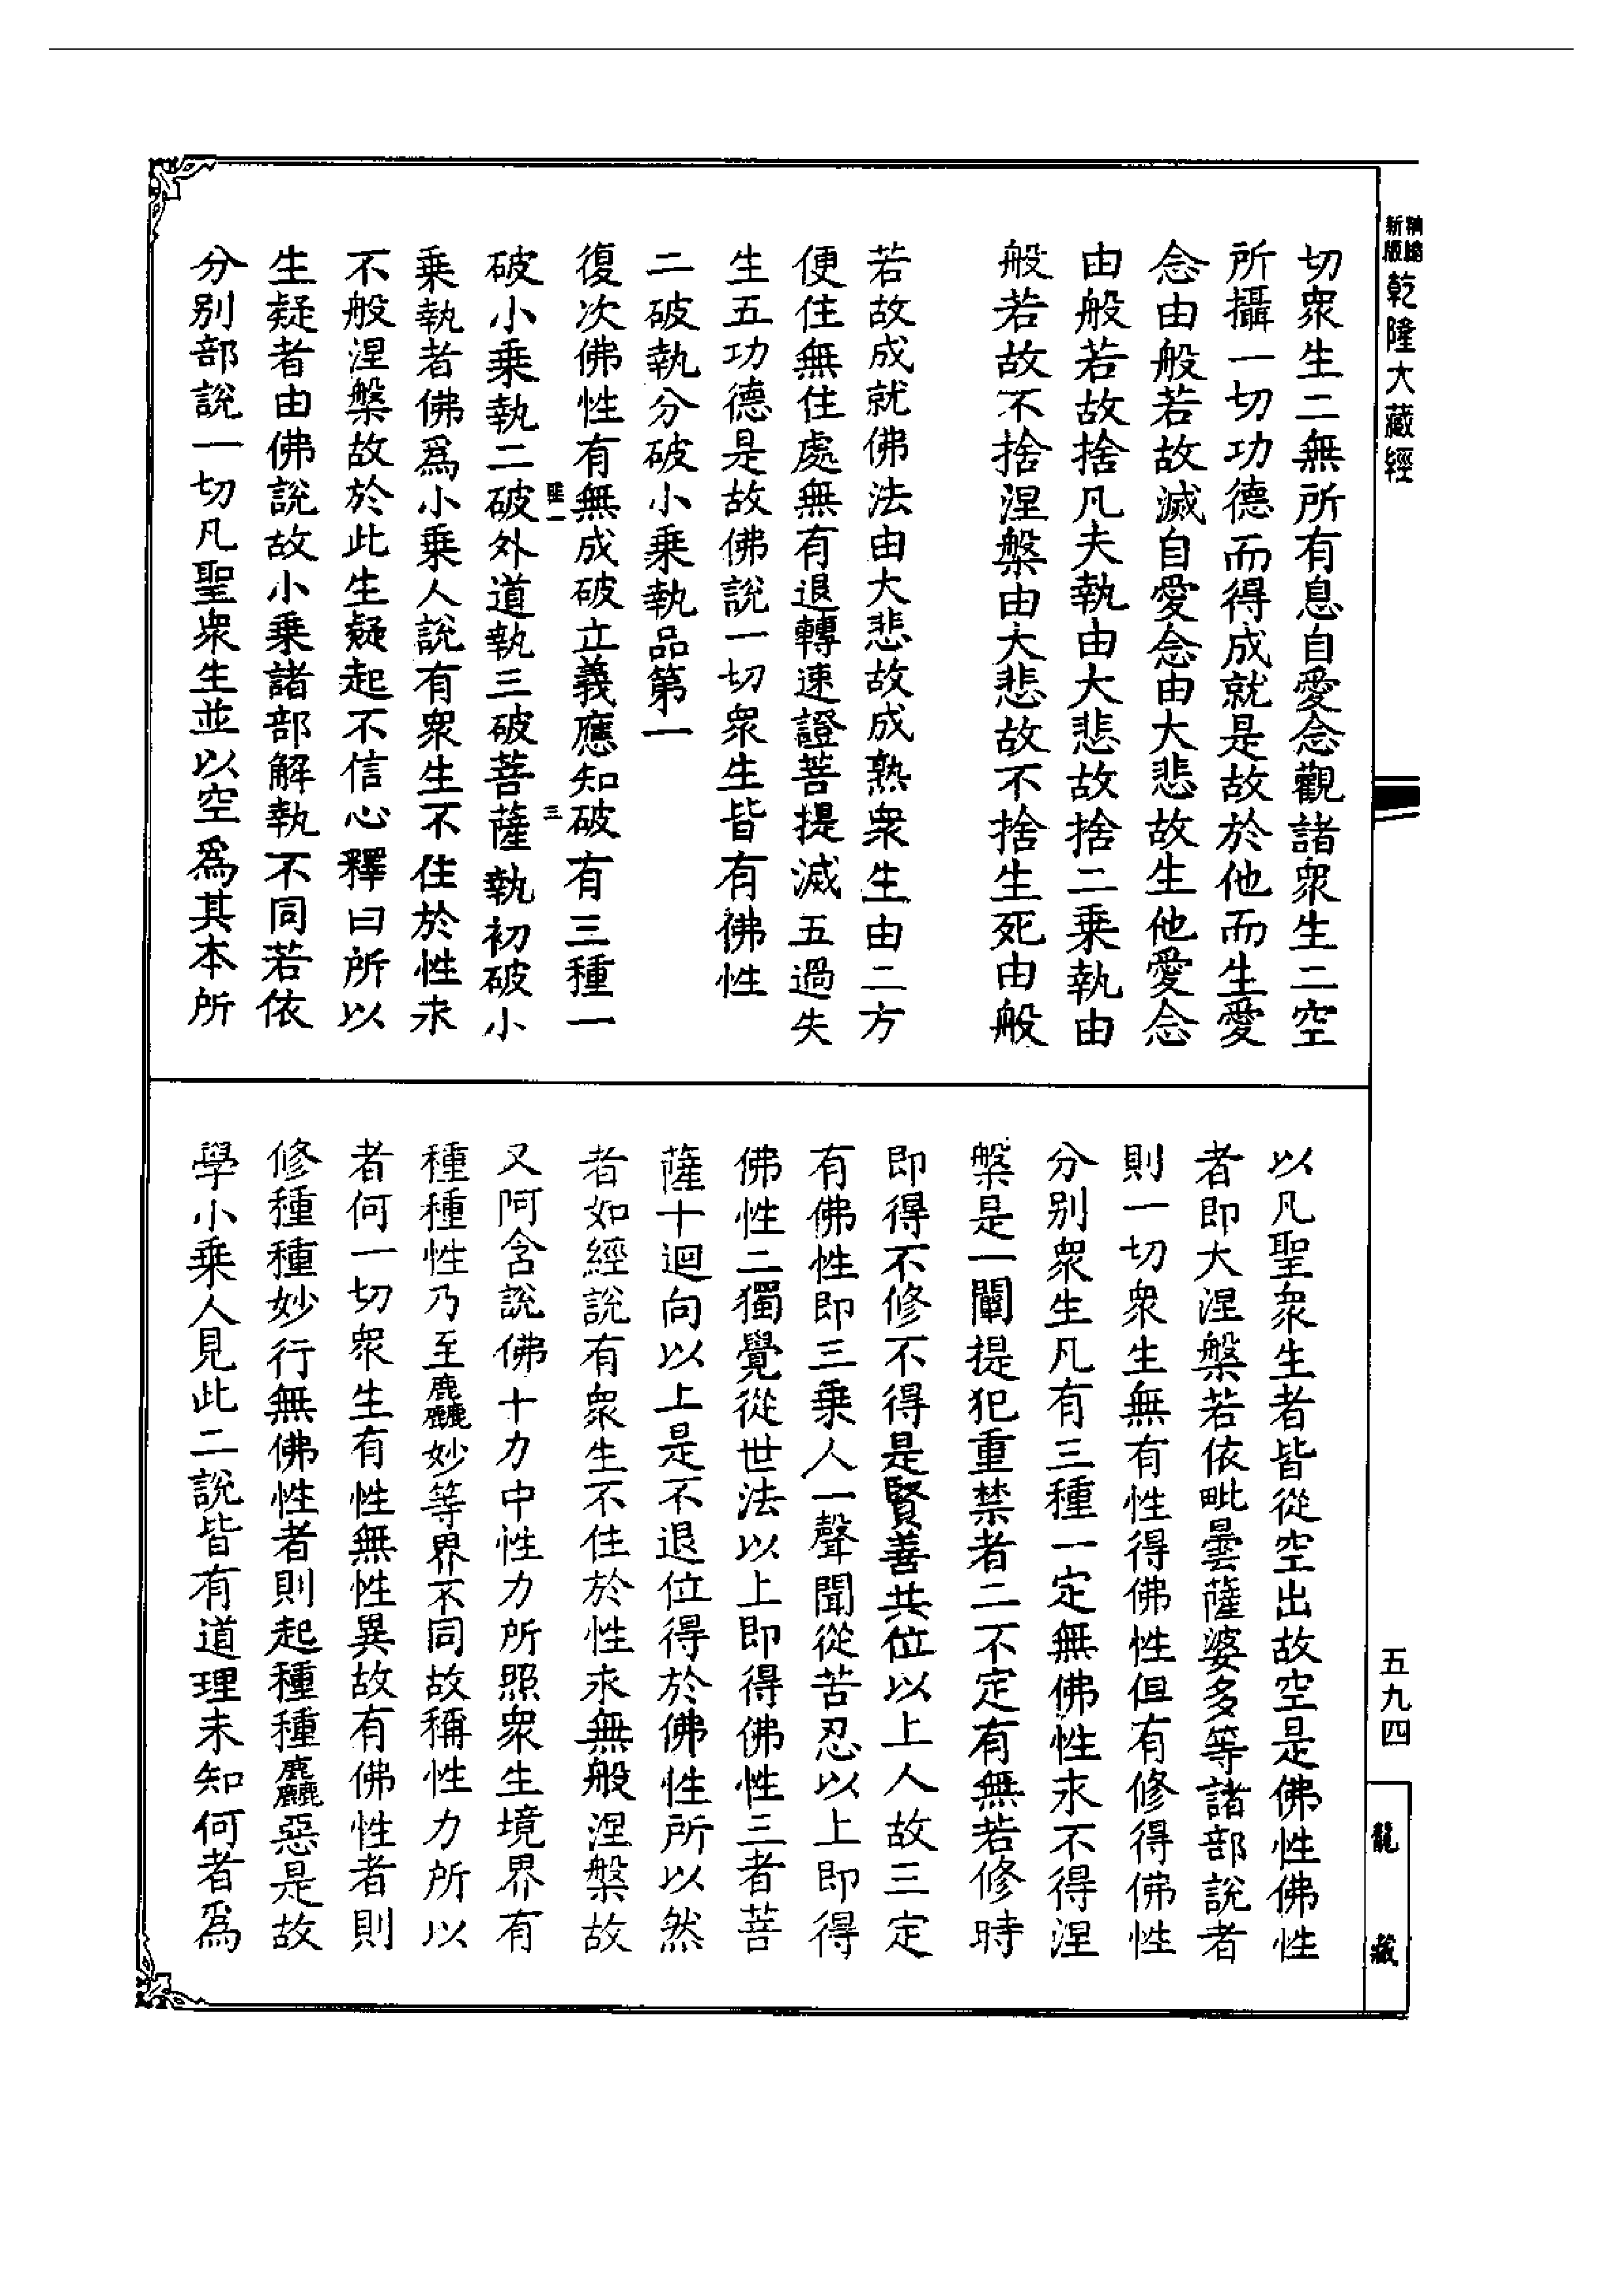 新版
精縮
乾隆大藏經
切衆生二無所有息自愛念觀諸衆生二空
所攝一切功德而得成就是故於他而生愛
念由般若故滅自愛念由大悲故生他愛念
由般若故捨凡夫執由大悲故捨二乗執由
般若故不捨涅槃由大悲故不捨生死由般
若故成就佛法由大悲故成熟衆生由二方
便住無住處無有退轉速證菩提滅五過失
生五功德是故佛說一切衆生皆有佛性
二破執分破小乗執品第一
復次佛性有無成破立義應知破有三種一
三
破小乗執二破外道執三破菩薩執初破小
乗執者佛爲小乗人說有衆生不住於性永
不般涅槃故於此生疑起不信心釋曰所以
生疑者由佛說故小乗諸部解執不同若依
分别部說一切凡聖衆生並以空爲其本所
以凡聖衆生者皆從空出故空是佛性佛性
者即大涅槃若依毗曇薩婆多等諸部說者
則一切衆生無有性得佛性但有修得佛性
分别衆生凡有三種一定無佛性永不得涅
槃是一闡提犯重禁者二不定有無若修時
即得不修不得是賢善共位以上人故三定
有佛性即三乗人一聲聞從苦忍以上即得
佛性二獨覺從世法以上即得佛性三者菩
薩十迴向以上是不退位得於佛性所以然
者如經說有衆生不住於性永無般涅槃故
又阿含說佛十力中性力所照衆生境界有
種種性乃至麤妙等界不同故稱性力所以
者何一切衆生有性無性異故有佛性者則
修種種妙行無佛性者則起種種麤惡是故
學小乗人見此二說皆有道理未知何者爲
五九四
龍藏